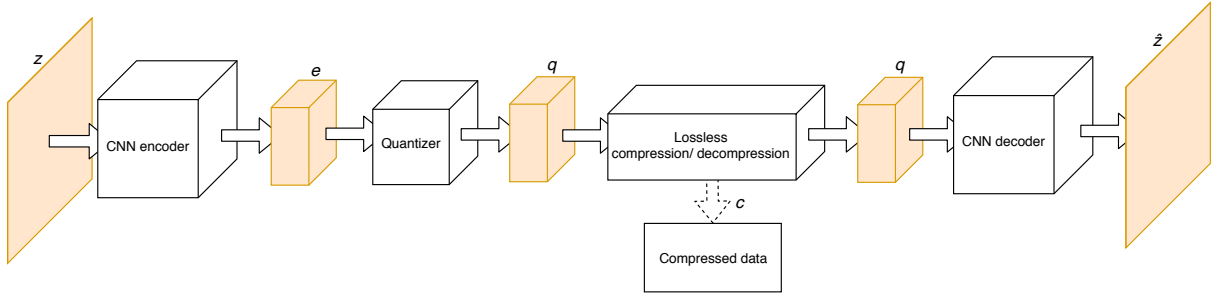 z
CNN encoder
e
Quantizer
q
Lossless
compression/ decompression
c
Compressed data
q
CNN decoder
ẑ